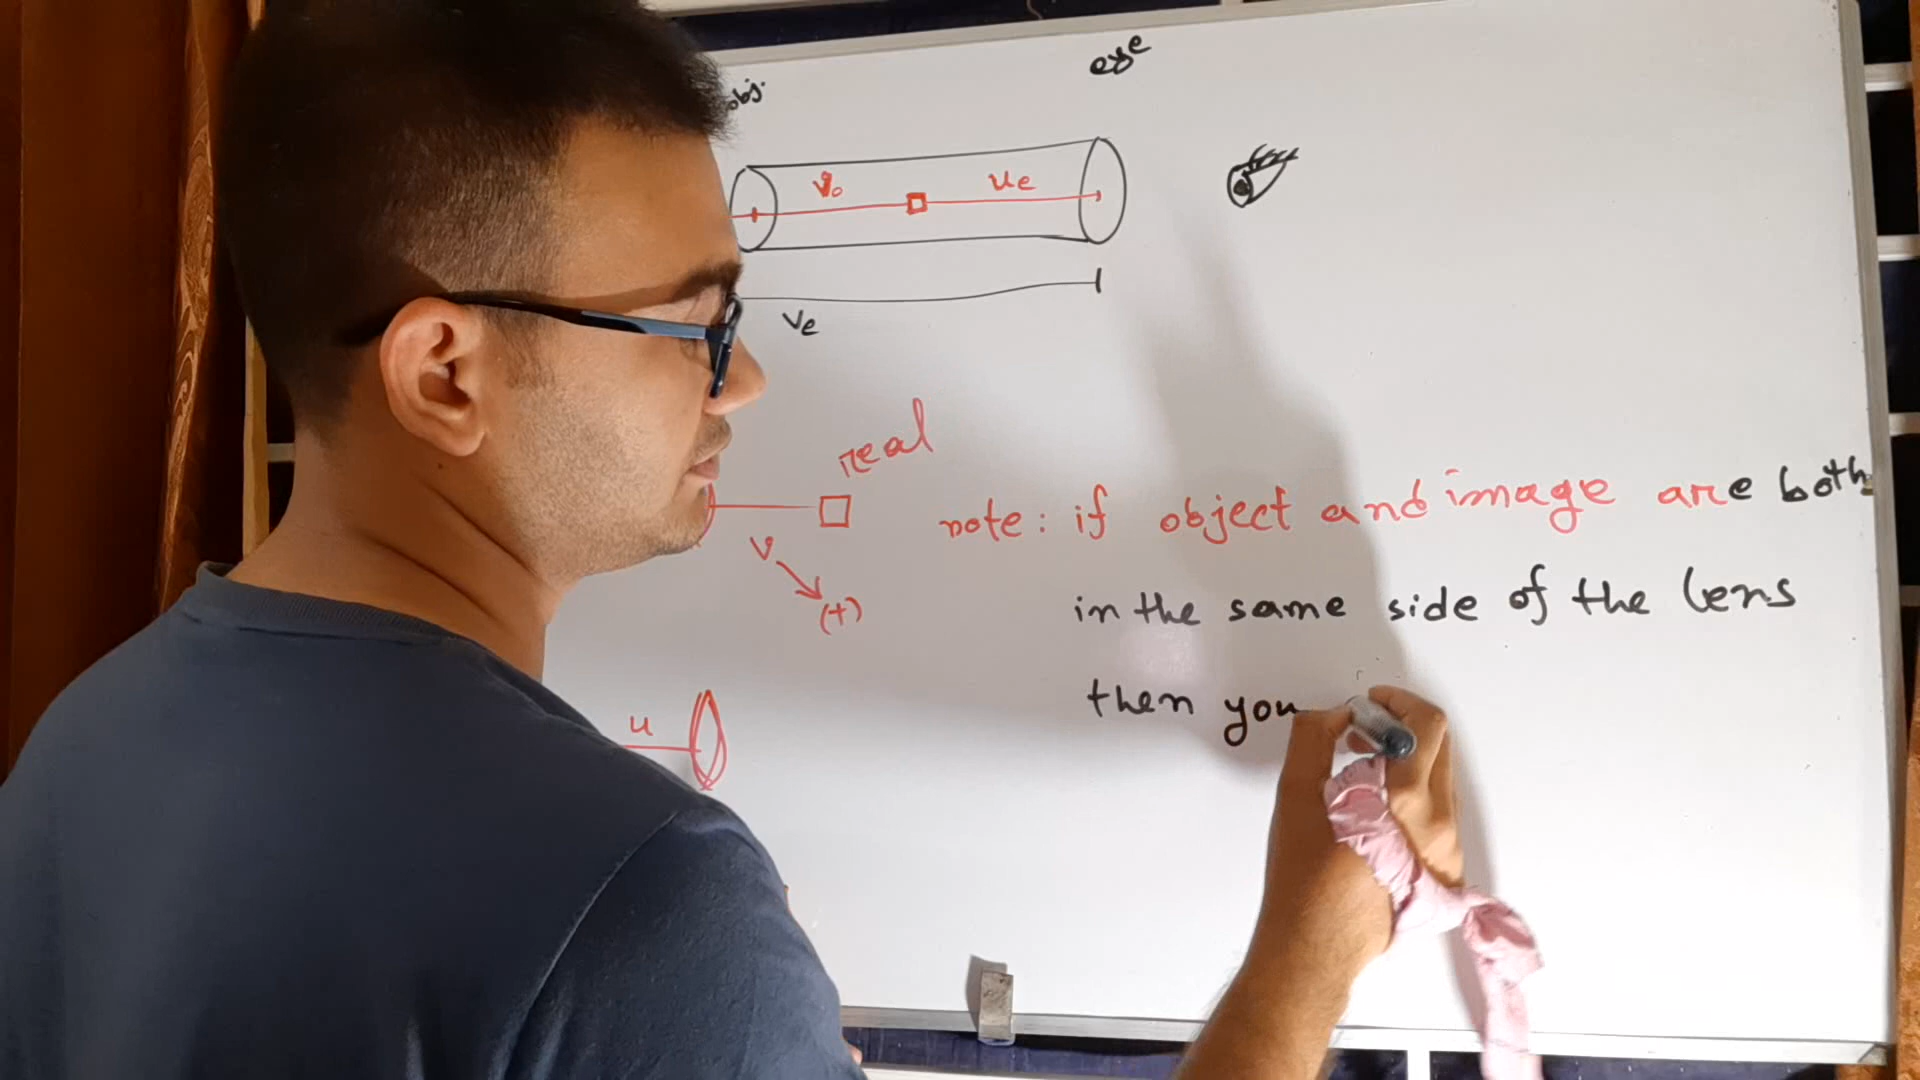 obj.
eye
v₀
ue
ve
real
note: if object and image are both
v
(+)
in the same side of the lens
then you
u